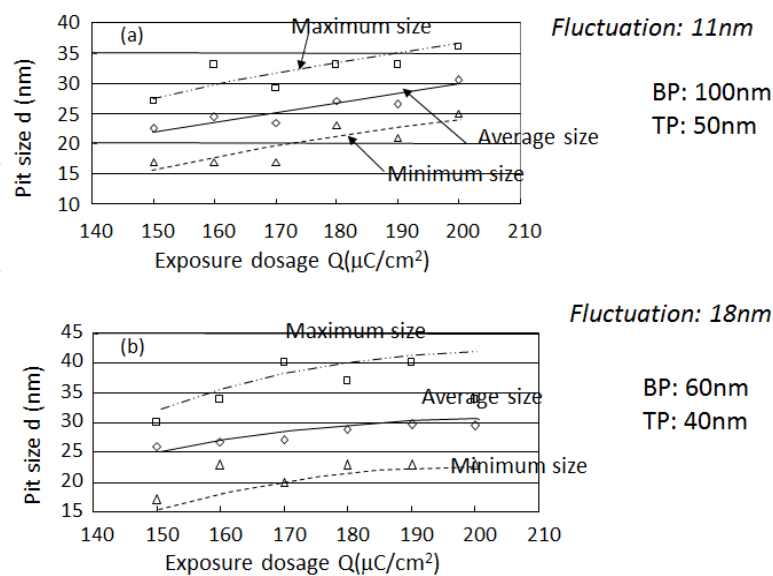 (a)
Maximum size
Fluctuation: 11nm
40
35
30
25
20
15
10
Pit size d (nm)
BP: 100nm
TP: 50nm
Average size
Minimum size
140 150 160 170 180 190 200 210
Exposure dosage Q(μC/cm²)
Fluctuation: 18nm
(b)
Maximum size
45
40
35
30
25
20
15
Pit size d (nm)
BP: 60nm
TP: 40nm
Average size
Minimum size
140 150 160 170 180 190 200 210
Exposure dosage Q(μC/cm²)